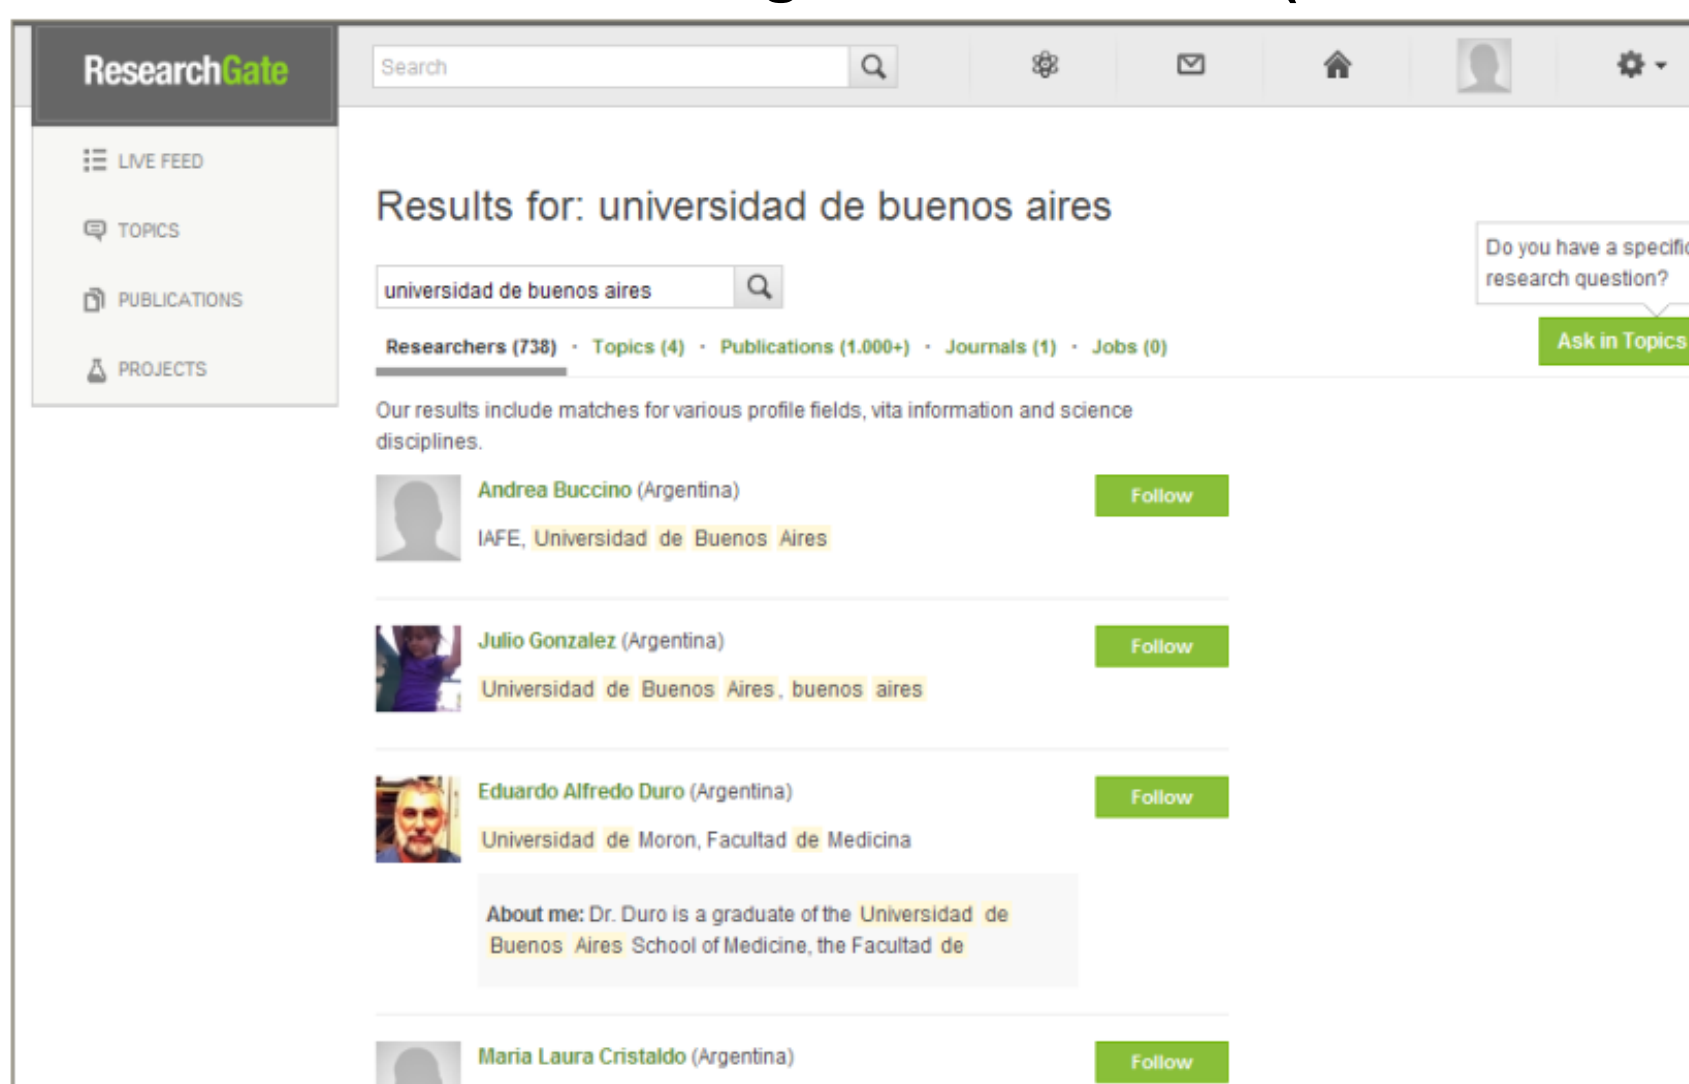 ResearchGate
Search
LIVE FEED
TOPICS
PUBLICATIONS
PROJECTS
Results for: universidad de buenos aires
universidad de buenos aires
Do you have a specific
research question?
Ask in Topics
Researchers (738) · Topics (4) · Publications (1.000+) · Journals (1) · Jobs (0)
Our results include matches for various profile fields, vita information and science
disciplines.
Andrea Buccino (Argentina)
Follow
IAFE, Universidad de Buenos Aires
Julio Gonzalez (Argentina)
Follow
Universidad de Buenos Aires, buenos aires
Eduardo Alfredo Duro (Argentina)
Follow
Universidad de Moron, Facultad de Medicina
About me: Dr. Duro is a graduate of the Universidad de
Buenos Aires School of Medicine, the Facultad de
Maria Laura Cristaldo (Argentina)
Follow